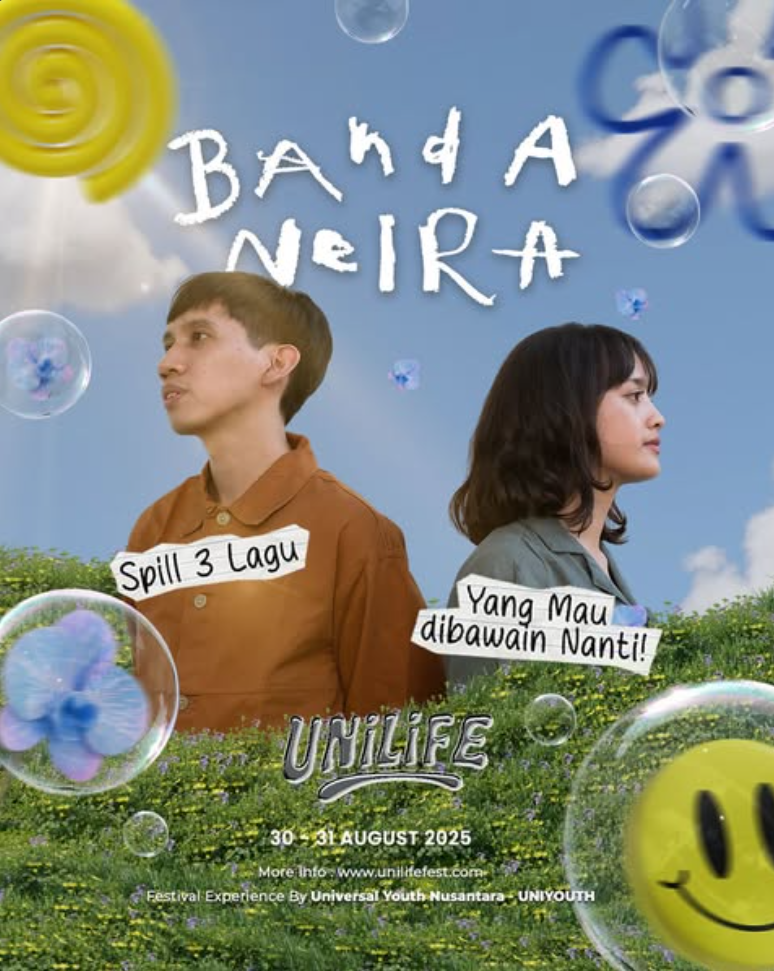 BAndA
NeIRA
Spill 3 Lagu
Yang Mau
dibawain Nanti!
UNiLiFE
30 - 31 AUGUST 2025
More Info : www.unilifefest.com
Festival Experience By Universal Youth Nusantara - UNIYOUTH